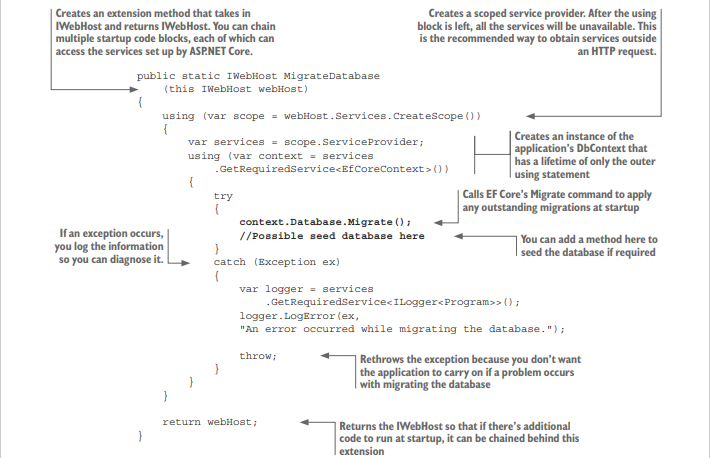 Creates an extension method that takes in
IWebHost and returns IWebHost. You can chain
multiple startup code blocks, each of which can
access the services set up by ASP.NET Core.
Creates a scoped service provider. After the using
block is left, all the services will be unavailable. This
is the recommended way to obtain services outside
an HTTP request.
public static IWebHost MigrateDatabase
(this IWebHost webHost)
{
using (var scope = webHost.Services.CreateScope())
{
var services = scope.ServiceProvider;
using (var context = services
.GetRequiredService<EfCoreContext>())
{
Creates an instance of the
application's DbContext that
has a lifetime of only the outer
using statement
try
{
context.Database.Migrate();
//Possible seed database here
}
Calls EF Core's Migrate command to apply
any outstanding migrations at startup
You can add a method here to
seed the database if required
If an exception occurs,
you log the information
so you can diagnose it.
catch (Exception ex)
{
var logger = services
.GetRequiredService<ILogger<Program>>();
logger.LogError(ex,
"An error occurred while migrating the database.");
throw;
}
}
}
Rethrows the exception because you don't want
the application to carry on if a problem occurs
with migrating the database
return webHost;
}
Returns the IWebHost so that if there's additional
code to run at startup, it can be chained behind this
extension